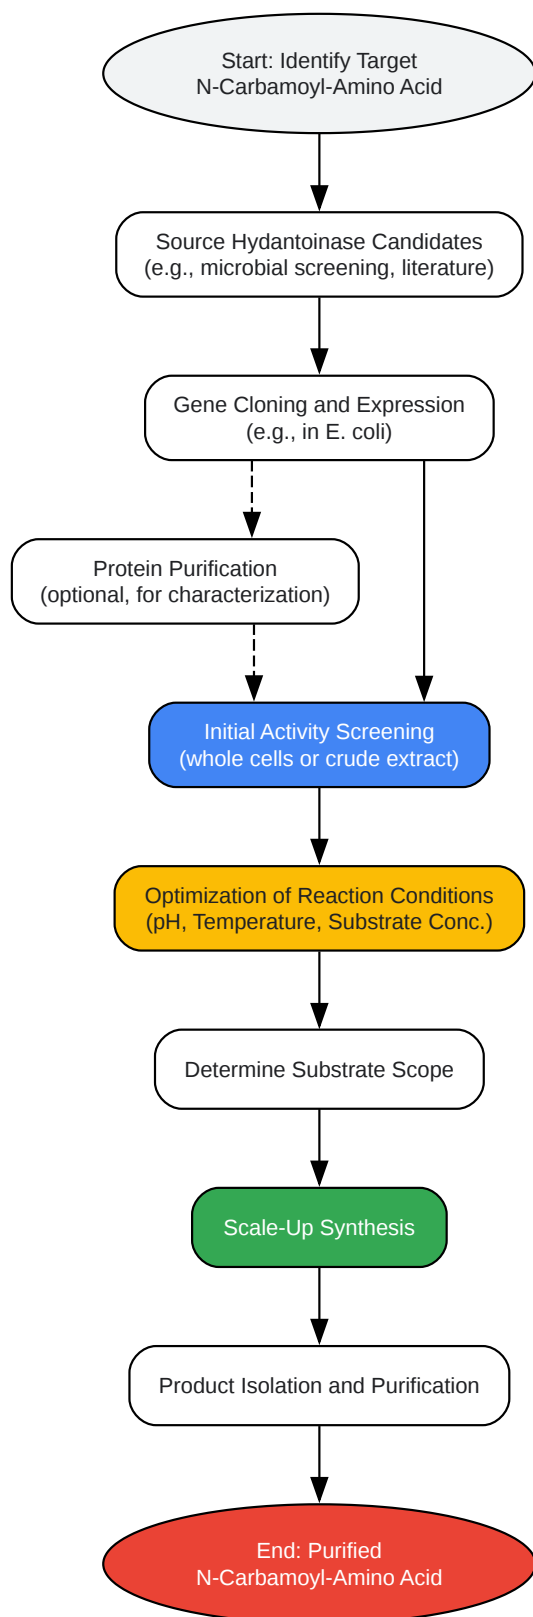 Start: Identify Target
N-Carbamoyl-Amino Acid
Source Hydantoinase Candidates
(e.g., microbial screening, literature)
Gene Cloning and Expression
(e.g., in E. coli)
Protein Purification
(optional, for characterization)
Initial Activity Screening
(whole cells or crude extract)
Optimization of Reaction Conditions
(pH, Temperature, Substrate Conc.)
Determine Substrate Scope
Scale-Up Synthesis
Product Isolation and Purification
End: Purified
N-Carbamoyl-Amino Acid